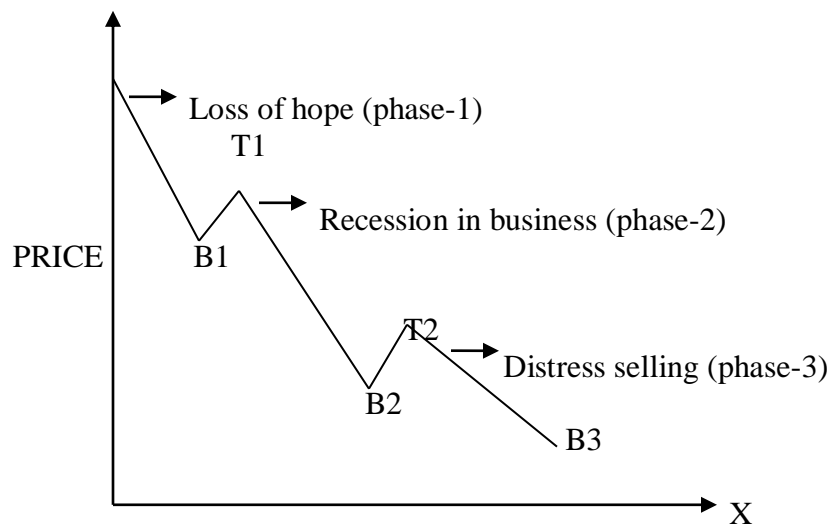 Loss of hope (phase-1)
T1
Recession in business (phase-2)
PRICE
B1
T2
Distress selling (phase-3)
B2
B3
X